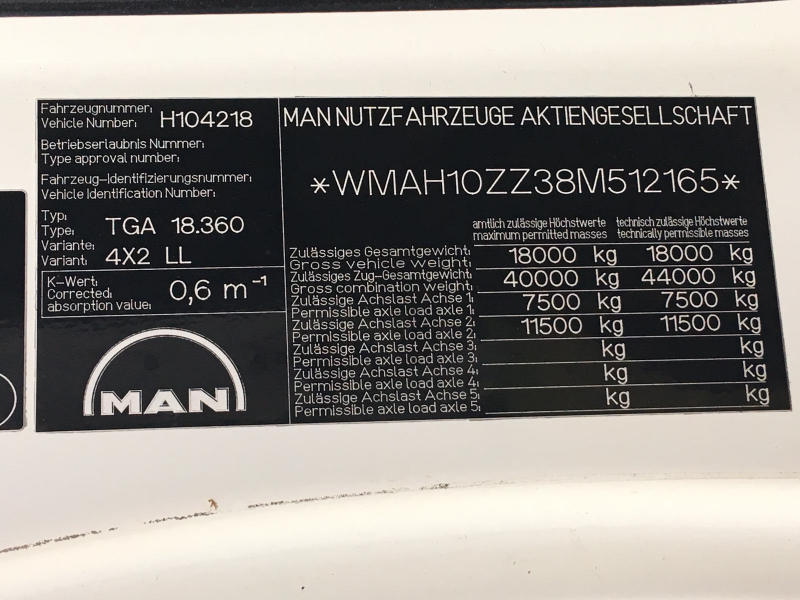 Fahrzeugnummer:
Vehicle Number: H104218
Betriebserlaubnis Nummer:
Type approval number:
Fahrzeug-Identifizierungsnummer:
Vehicle Identification Number:
Typ:
Type: TGA 18.360
Variante:
Variant: 4X2 LL
K-Wert:
Corrected absorption value: 0,6 m⁻¹
MAN
MAN NUTZFAHRZEUGE AKTIENGESELLSCHAFT
*WMAH10ZZ38M512165*
amtlich zulässige Höchstwerte technisch zulässige Höchstwerte
maximum permitted masses technically permissible masses
Zulässiges Gesamtgewicht:
Gross vehicle weight: 18000 kg 18000 kg
Zulässiges Zug-Gesamtgewicht:
Gross combination weight: 40000 kg 44000 kg
Zulässige Achslast Achse 1:
Permissible axle load axle 1: 7500 kg 7500 kg
Zulässige Achslast Achse 2:
Permissible axle load axle 2: 11500 kg 11500 kg
Zulässige Achslast Achse 3:
Permissible axle load axle 3: kg kg
Zulässige Achslast Achse 4:
Permissible axle load axle 4: kg kg
Zulässige Achslast Achse 5:
Permissible axle load axle 5: kg kg